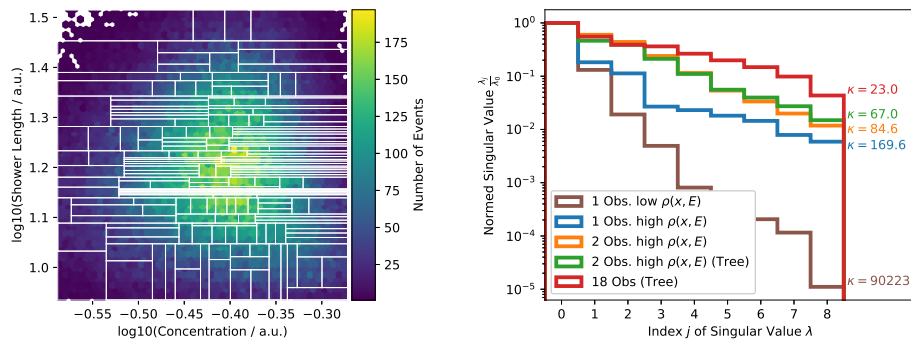 1.5
1.4
1.3
1.2
1.1
1.0
log10(Shower Length / a.u.)
−0.55 −0.50 −0.45 −0.40 −0.35 −0.30
log10(Concentration / a.u.)
175
150
125
100
75
50
25
Number of Events
10^0
10^-1
10^-2
10^-3
10^-4
10^-5
Normed Singular Value λ_j/λ_0
κ = 23.0
κ = 67.0
κ = 84.6
κ = 169.6
κ = 90223
1 Obs. low ρ(x, E)
1 Obs. high ρ(x, E)
2 Obs. high ρ(x, E)
2 Obs. high ρ(x, E) (Tree)
18 Obs (Tree)
0 1 2 3 4 5 6 7 8
Index j of Singular Value λ